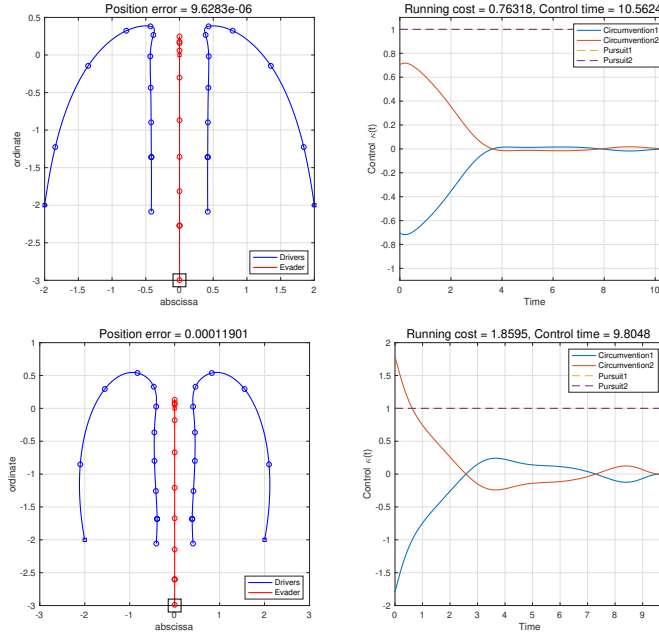 Position error = 9.6283e-06
0.5
0
-0.5
-1
-1.5
-2
-2.5
-3
ordinate
-2 -1.5 -1 -0.5 0 0.5 1 1.5 2
abscissa
Drivers
Evader
Running cost = 0.76318, Control time = 10.5624
1
0.8
0.6
0.4
0.2
0
-0.2
-0.4
-0.6
-0.8
-1
Control κ(t)
0 2 4 6 8 10
Time
Circumvention1
Circumvention2
Pursuit1
Pursuit2
Position error = 0.00011901
1
0.5
0
-0.5
-1
-1.5
-2
-2.5
-3
ordinate
-3 -2 -1 0 1 2 3
abscissa
Drivers
Evader
Running cost = 1.8595, Control time = 9.8048
2
1.5
1
0.5
0
-0.5
-1
-1.5
-2
Control κ(t)
0 1 2 3 4 5 6 7 8 9
Time
Circumvention1
Circumvention2
Pursuit1
Pursuit2